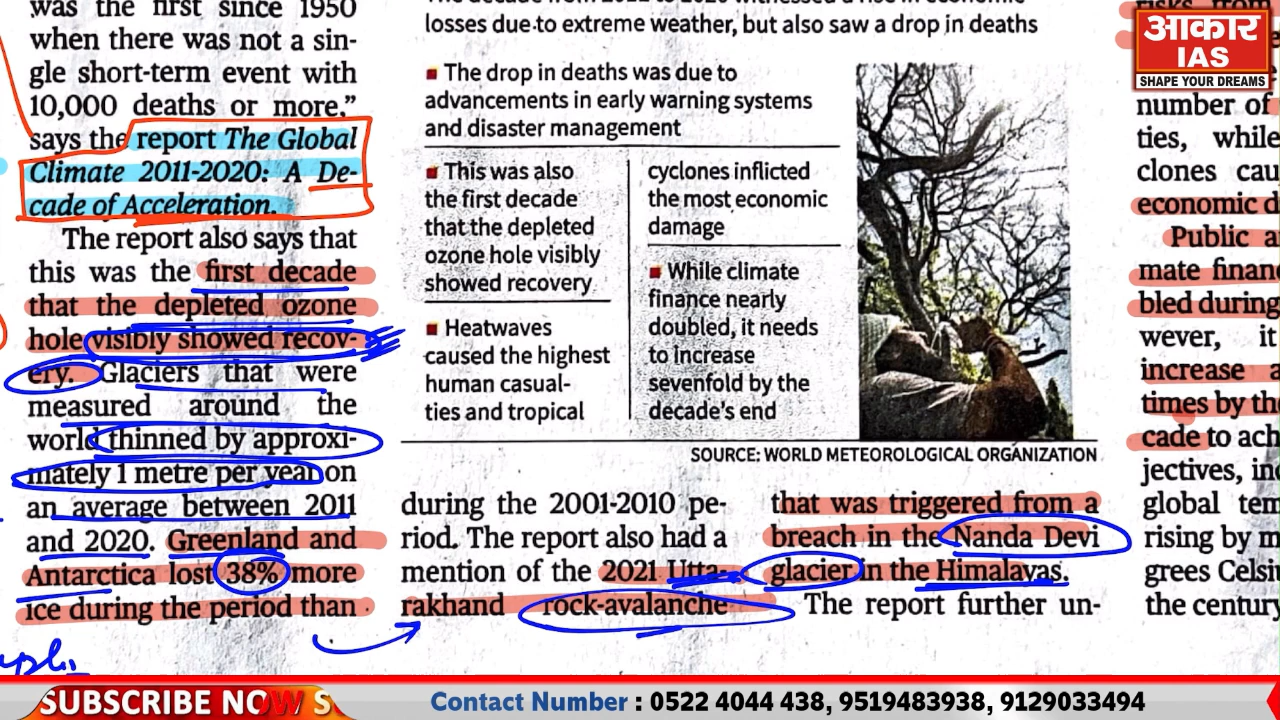 was the first since 1950
when there was not a sin-
gle short-term event with
10,000 deaths or more,”
says the report The Global
Climate 2011-2020: A De-
cade of Acceleration.
The report also says that
this was the first decade
that the depleted ozone
hole visibly showed recov-
ery. Glaciers that were
measured around the
world thinned by approxi-
mately 1 metre per year on
an average between 2011
and 2020. Greenland and
Antarctica lost 38% more
ice during the period than
losses due to extreme weather, but also saw a drop in deaths
■ The drop in deaths was due to
advancements in early warning systems
and disaster management
■ This was also
the first decade
that the depleted
ozone hole visibly
showed recovery
■ Heatwaves
caused the highest
human casual-
ties and tropical
cyclones inflicted
the most economic
damage
■ While climate
finance nearly
doubled, it needs
to increase
sevenfold by the
decade’s end
SOURCE: WORLD METEOROLOGICAL ORGANIZATION
during the 2001-2010 pe-
riod. The report also had a
mention of the 2021 Utta-
rakhand rock-avalanche
that was triggered from a
breach in the Nanda Devi
glacier in the Himalayas.
The report further un-
आकार
IAS
SHAPE YOUR DREAMS
number of
ties, while
clones cau
economic d
Public a
mate finan
bled during
wever, it
increase a
times by the
cade to ach
jectives, inc
global tem
rising by m
grees Celsi
the century
SUBSCRIBE NOW S
Contact Number : 0522 4044 438, 9519483938, 9129033494